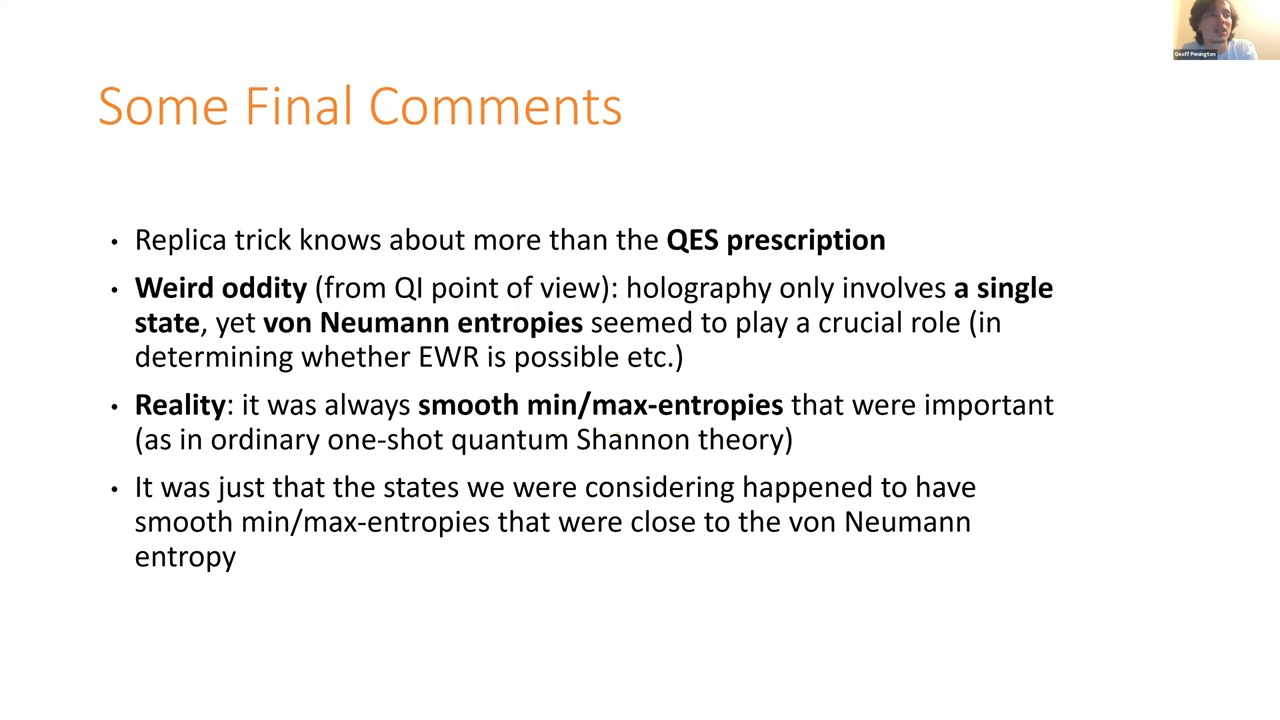 Geoff Penington
Some Final Comments
• Replica trick knows about more than the QES prescription
• Weird oddity (from QI point of view): holography only involves a single
state, yet von Neumann entropies seemed to play a crucial role (in
determining whether EWR is possible etc.)
• Reality: it was always smooth min/max-entropies that were important
(as in ordinary one-shot quantum Shannon theory)
• It was just that the states we were considering happened to have
smooth min/max-entropies that were close to the von Neumann
entropy